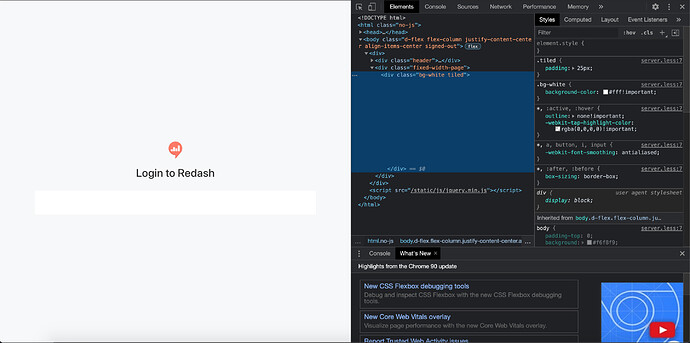 Login to Redash
Elements Console Sources Network Performance Memory »
<!DOCTYPE html>
<html class="no-js">
<head>…</head>
<body class="d-flex flex-column justify-content-cente
r align-items-center signed-out"> flex
<div>
<div class="header">…</div>
<div class="fixed-width-page">
… <div class="bg-white tiled">
</div> == $0
</div>
</div>
<script src="/static/js/jquery.min.js"></script>
</body>
</html>
… html.no-js body.d-flex.flex-column.justify-content-center.a …
Styles Computed Layout Event Listeners »
Filter :hov .cls +
element.style {
}
.tiled { server.less:7
padding: 25px;
}
.bg-white { server.less:7
background-color: #fff!important;
}
*, :active, :hover { server.less:7
outline: none!important;
-webkit-tap-highlight-color:
rgba(0,0,0,0)!important;
}
*, a, button, i, input { server.less:7
-webkit-font-smoothing: antialiased;
}
*, :after, :before { server.less:7
box-sizing: border-box;
}
div { user agent stylesheet
display: block;
}
Inherited from body.d-flex.flex-column.ju…
body { server.less:7
padding-top: 0;
background: #f6f8f9;
Console What's New ×
Highlights from the Chrome 90 update
New CSS Flexbox debugging tools
Debug and inspect CSS Flexbox with the new CSS Flexbox debugging
tools.
New Core Web Vitals overlay
Visualize page performance with the new Core Web Vitals overlay.
Report Trusted Web Activity issues